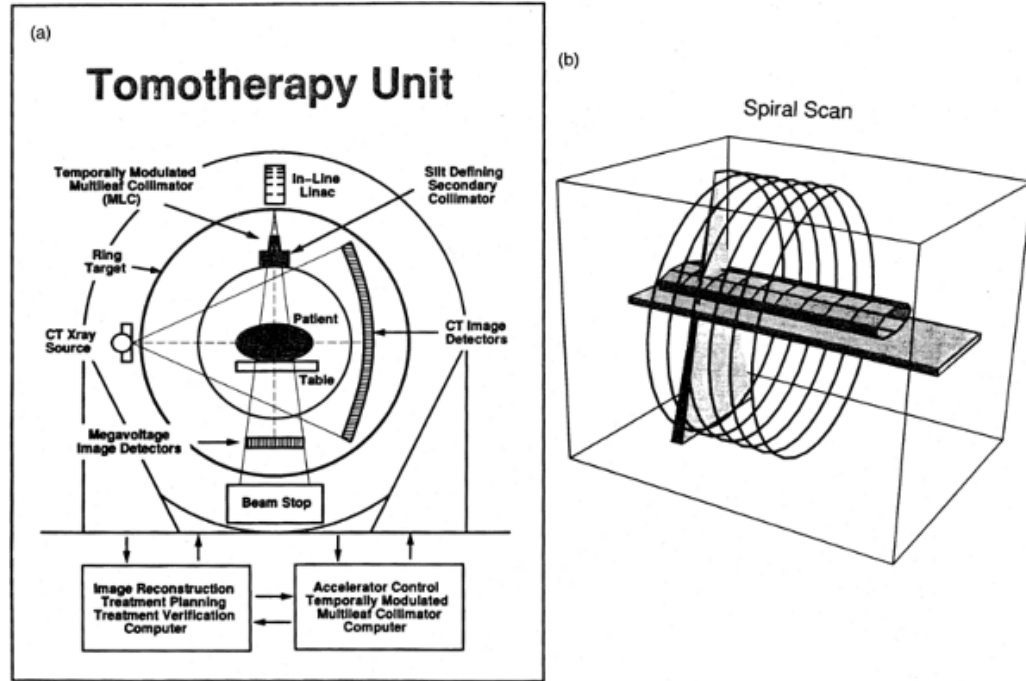 (a)
Tomotherapy Unit
Temporally Modulated
Multileaf Collimator
(MLC)
In-Line
Linac
Slit Defining
Secondary
Collimator
Ring
Target
CT Xray
Source
Patient
CT Image
Detectors
Table
Megavoltage
Image Detectors
Beam Stop
Image Reconstruction
Treatment Planning
Treatment Verification
Computer
Accelerator Control
Temporally Modulated
Multileaf Collimator
Computer
(b)
Spiral Scan